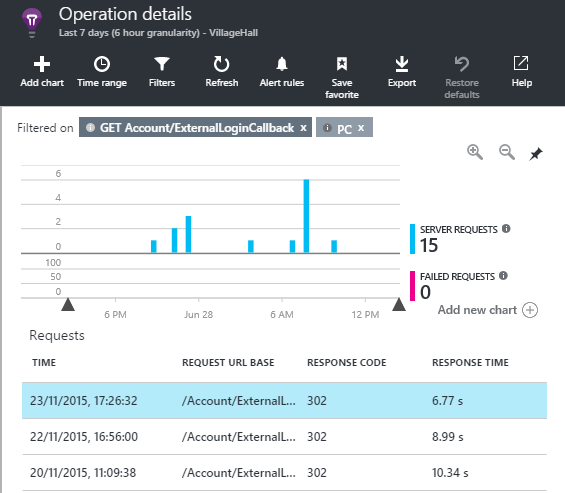 Operation details
Last 7 days (6 hour granularity) - VillageHall
Add chart
Time range
Filters
Refresh
Alert rules
Save favorite
Export
Restore defaults
Help
Filtered on GET Account/ExternalLoginCallback x PC x
6
4
2
0
SERVER REQUESTS
15
100
50
0
FAILED REQUESTS
0
6 PM Jun 28 6 AM 12 PM
Add new chart
Requests
TIME REQUEST URL BASE RESPONSE CODE RESPONSE TIME
23/11/2015, 17:26:32 /Account/ExternalL... 302 6.77 s
22/11/2015, 16:56:00 /Account/ExternalL... 302 8.99 s
20/11/2015, 11:09:38 /Account/ExternalL... 302 10.34 s